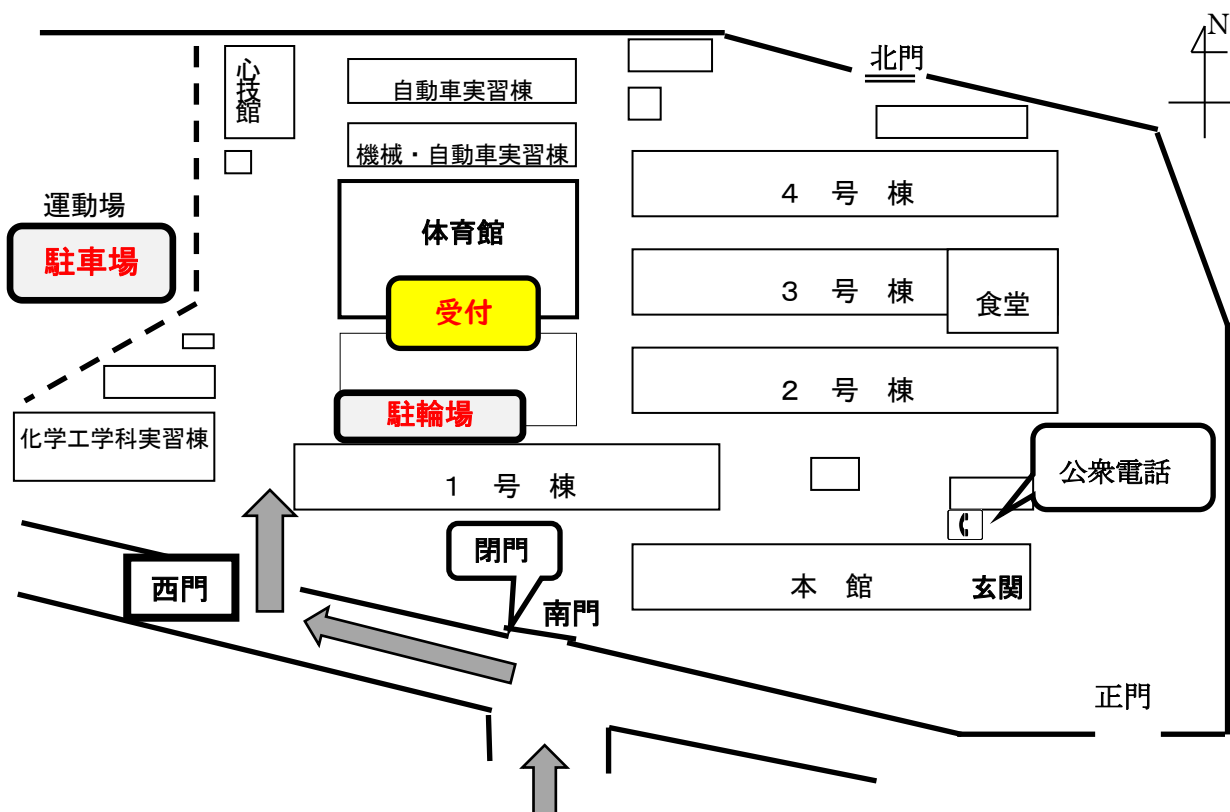 N
北門
心技館
自動車実習棟
機械・自動車実習棟
４　号　棟
運動場
駐車場
体育館
受付
３　号　棟
食堂
２　号　棟
駐輪場
化学工学科実習棟
１　号　棟
公衆電話
閉門
西門
南門
本　館
玄関
正門